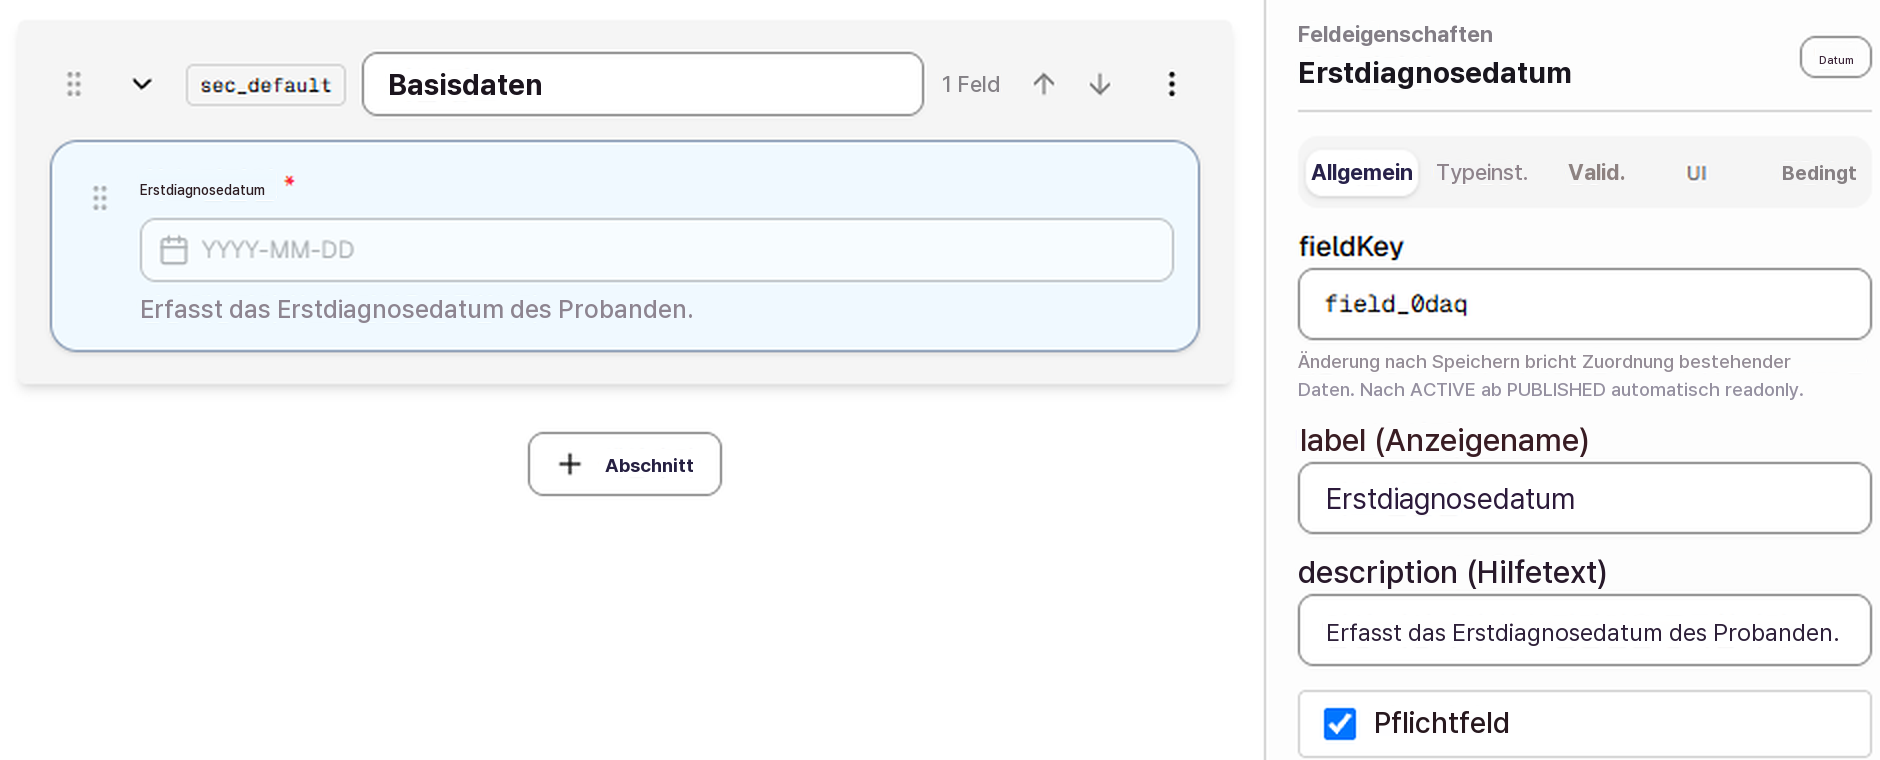 sec_default
Basisdaten
1 Feld
Erstdiagnosedatum *
YYYY-MM-DD
Erfasst das Erstdiagnosedatum des Probanden.
Abschnitt
Feldeigenschaften
Erstdiagnosedatum
Datum
Allgemein Typeinst. Valid. UI Bedingt
fieldKey
field_0daq
Änderung nach Speichern bricht Zuordnung bestehender
Daten. Nach ACTIVE ab PUBLISHED automatisch readonly.
label (Anzeigename)
Erstdiagnosedatum
description (Hilfetext)
Erfasst das Erstdiagnosedatum des Probanden.
Pflichtfeld